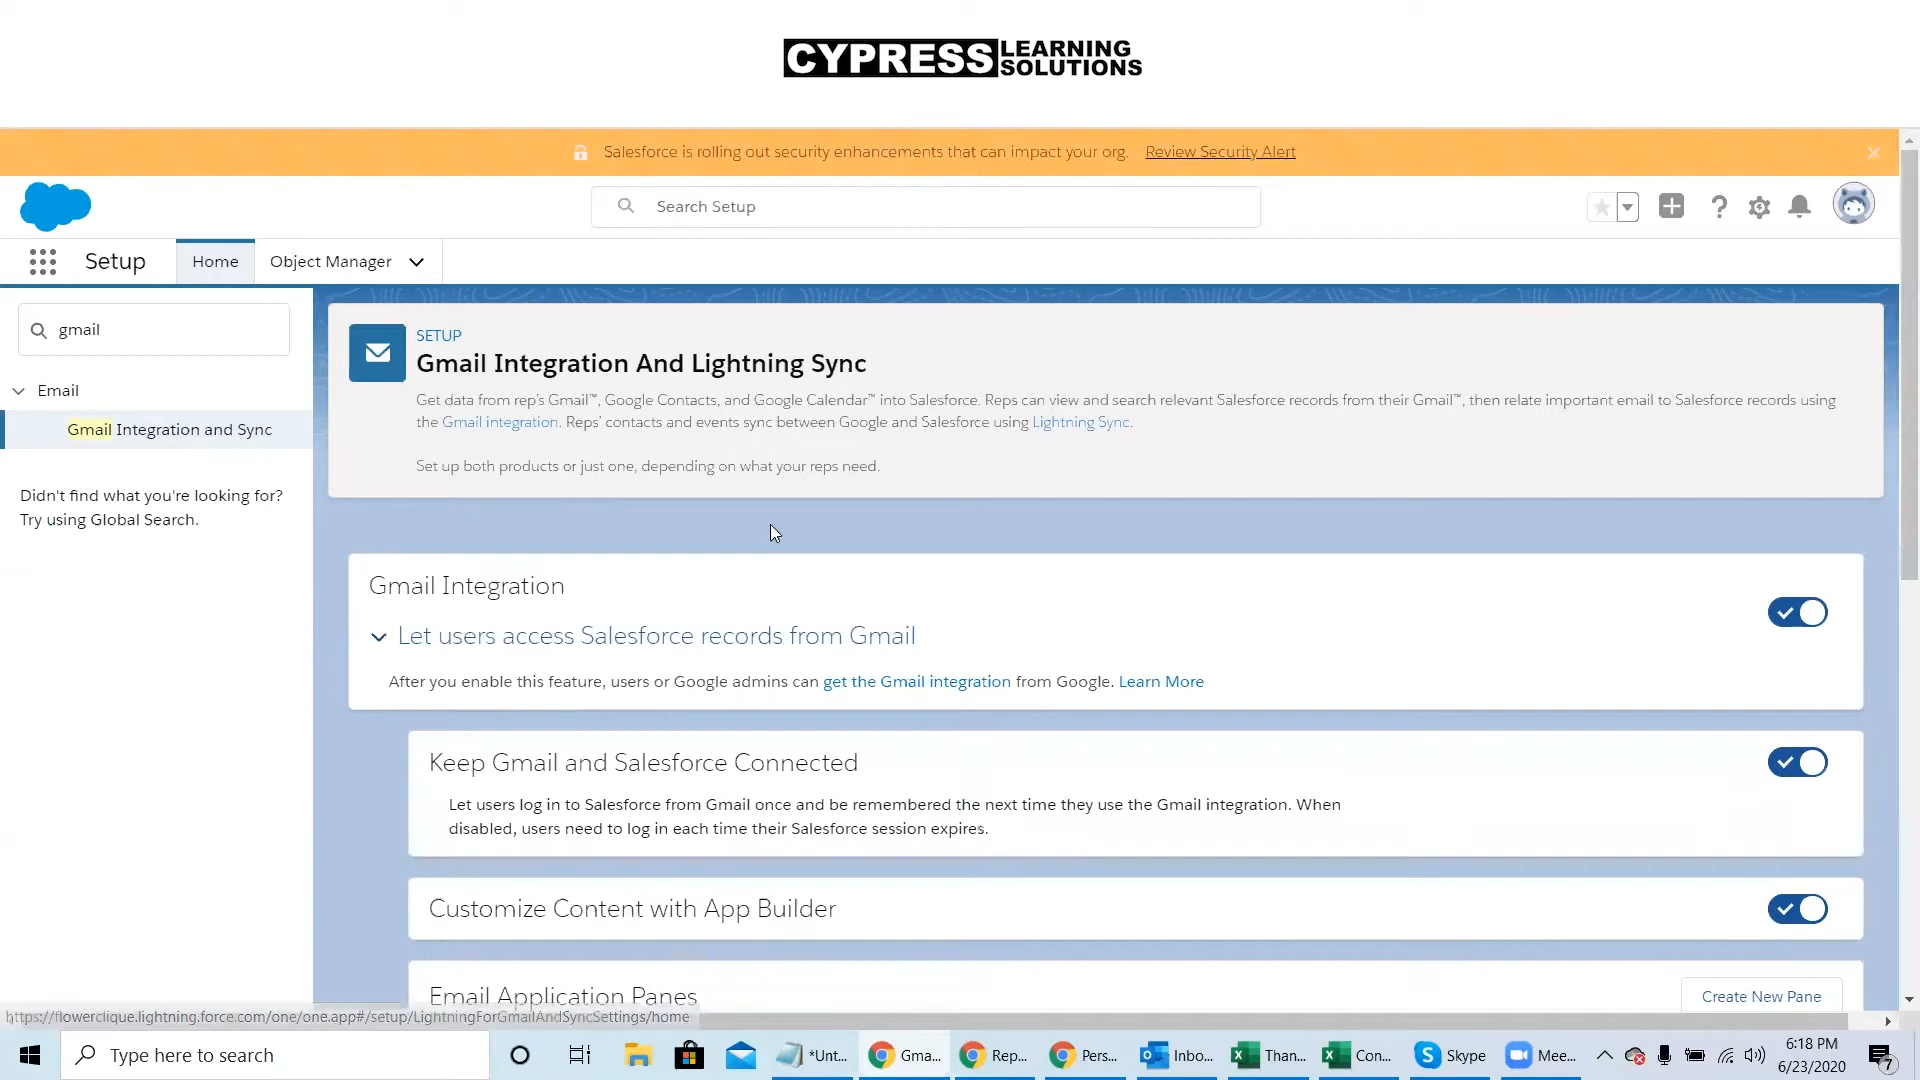 CYPRESS LEARNING SOLUTIONS
Salesforce is rolling out security enhancements that can impact your org. Review Security Alert
Search Setup
Setup
Home
Object Manager
gmail
Email
Gmail Integration and Sync
Didn't find what you're looking for?
Try using Global Search.
SETUP
Gmail Integration And Lightning Sync
Get data from rep's Gmail™, Google Contacts, and Google Calendar™ into Salesforce. Reps can view and search relevant Salesforce records from their Gmail™, then relate important email to Salesforce records using
the Gmail integration. Reps' contacts and events sync between Google and Salesforce using Lightning Sync.
Set up both products or just one, depending on what your reps need.
Gmail Integration
Let users access Salesforce records from Gmail
After you enable this feature, users or Google admins can get the Gmail integration from Google. Learn More
Keep Gmail and Salesforce Connected
Let users log in to Salesforce from Gmail once and be remembered the next time they use the Gmail integration. When
disabled, users need to log in each time their Salesforce session expires.
Customize Content with App Builder
Email Application Panes
Create New Pane
https://flowerclique.lightning.force.com/one/one.app#/setup/LightningForGmailAndSyncSettings/home
Type here to search
*Unt...
Gma...
Rep...
Pers...
Inbo...
Than...
Con...
Skype
Mee...
6:18 PM
6/23/2020
7